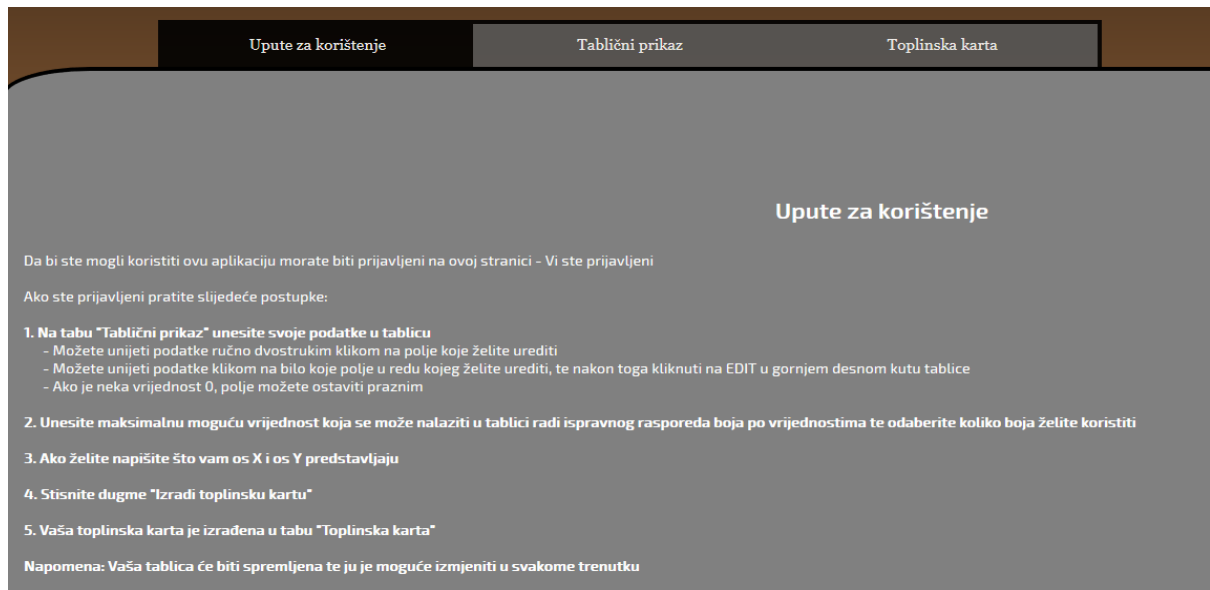 Upute za korištenje
Tablični prikaz
Toplinska karta
Upute za korištenje
Da bi ste mogli koristiti ovu aplikaciju morate biti prijavljeni na ovoj stranici - Vi ste prijavljeni
Ako ste prijavljeni pratite slijedeće postupke:
1. Na tabu "Tablični prikaz" unesite svoje podatke u tablicu
- Možete unijeti podatke ručno dvostrukim klikom na polje koje želite urediti
- Možete unijeti podatke klikom na bilo koje polje u redu kojeg želite urediti, te nakon toga kliknuti na EDIT u gornjem desnom kutu tablice
- Ako je neka vrijednost 0, polje možete ostaviti praznim
2. Unesite maksimalnu moguću vrijednost koja se može nalaziti u tablici radi ispravnog rasporeda boja po vrijednostima te odaberite koliko boja želite koristiti
3. Ako želite napišite što vam os X i os Y predstavljaju
4. Stisnite dugme "Izradi toplinsku kartu"
5. Vaša toplinska karta je izrađena u tabu "Toplinska karta"
Napomena: Vaša tablica će biti spremljena te ju je moguće izmjeniti u svakome trenutku